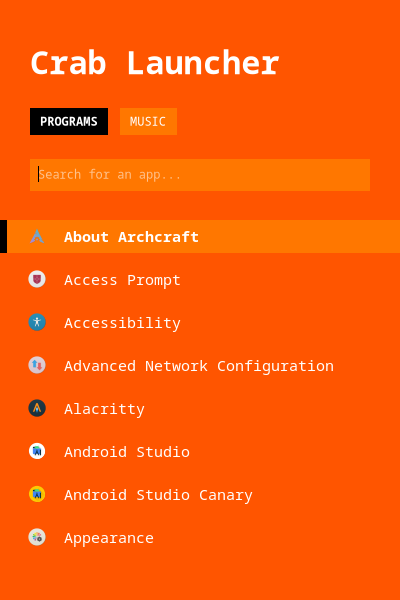 Crab Launcher
PROGRAMS MUSIC
Search for an app...
About Archcraft
Access Prompt
Accessibility
Advanced Network Configuration
Alacritty
Android Studio
Android Studio Canary
Appearance